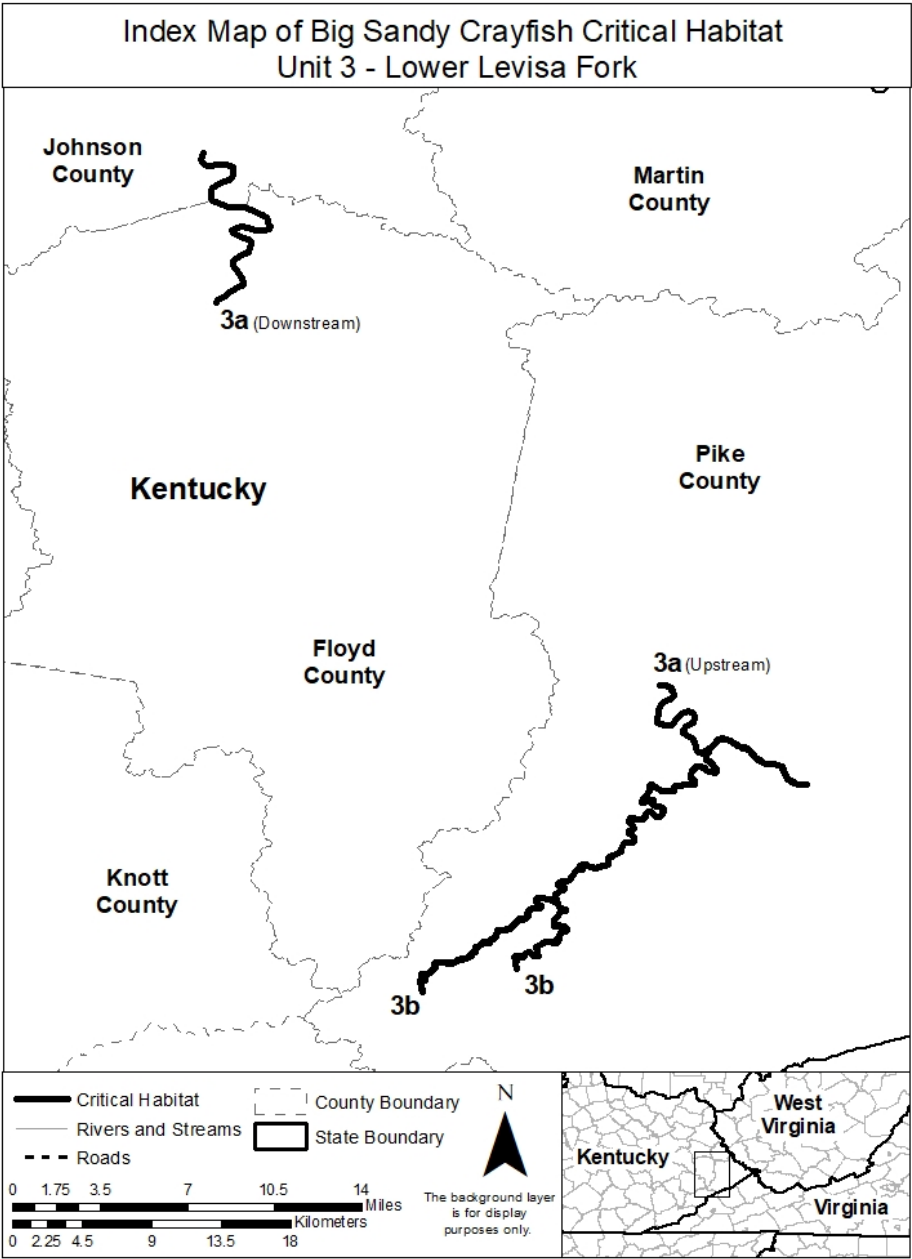 Index Map of Big Sandy Crayfish Critical Habitat
Unit 3 - Lower Levisa Fork
Johnson
County
Martin
County
3a (Downstream)
Pike
County
Kentucky
Floyd
County
3a (Upstream)
Knott
County
3b
3b
Critical Habitat
Rivers and Streams
Roads
County Boundary
State Boundary
N
The background layer
is for display
purposes only.
0 1.75 3.5 7 10.5 14
Miles
Kilometers
0 2.25 4.5 9 13.5 18
West
Virginia
Kentucky
Virginia